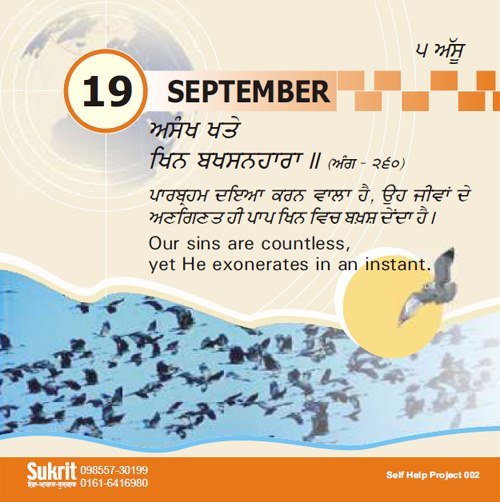 ੫ ਅੱਸੂ
19 SEPTEMBER
ਅਸੰਖ ਖਤੇ
ਖਿਨ ਬਖਸਨਹਾਰਾ ॥ (ਅੰਗ - ੨੬੦)
ਪਾਰਬ੍ਰਹਮ ਦਇਆ ਕਰਨ ਵਾਲਾ ਹੈ, ਉਹ ਜੀਵਾਂ ਦੇ
ਅਣਗਿਣਤ ਹੀ ਪਾਪ ਖਿਨ ਵਿਚ ਬਖ਼ਸ਼ ਦੇਂਦਾ ਹੈ।
Our sins are countless,
yet He exonerates in an instant.
Sukrit 098557-30199
0161-6416980
Self Help Project 002